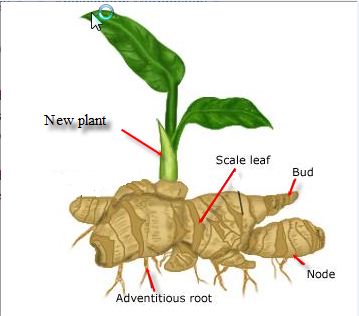 New plant
Scale leaf
Bud
Node
Adventitious root